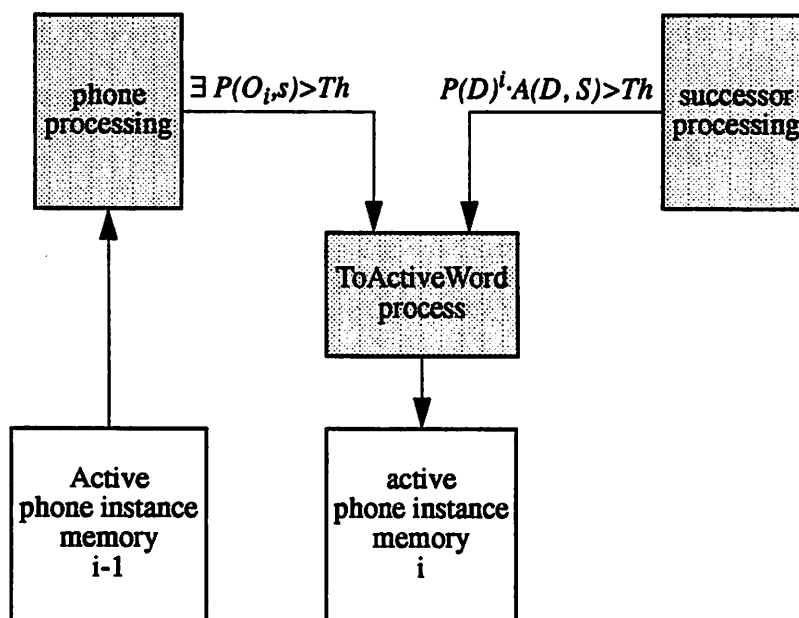 phone
processing
∃ P(O_i,s)>Th
P(D)^i·A(D, S)>Th
successor
processing
ToActiveWord
process
Active
phone instance
memory
i-1
active
phone instance
memory
i